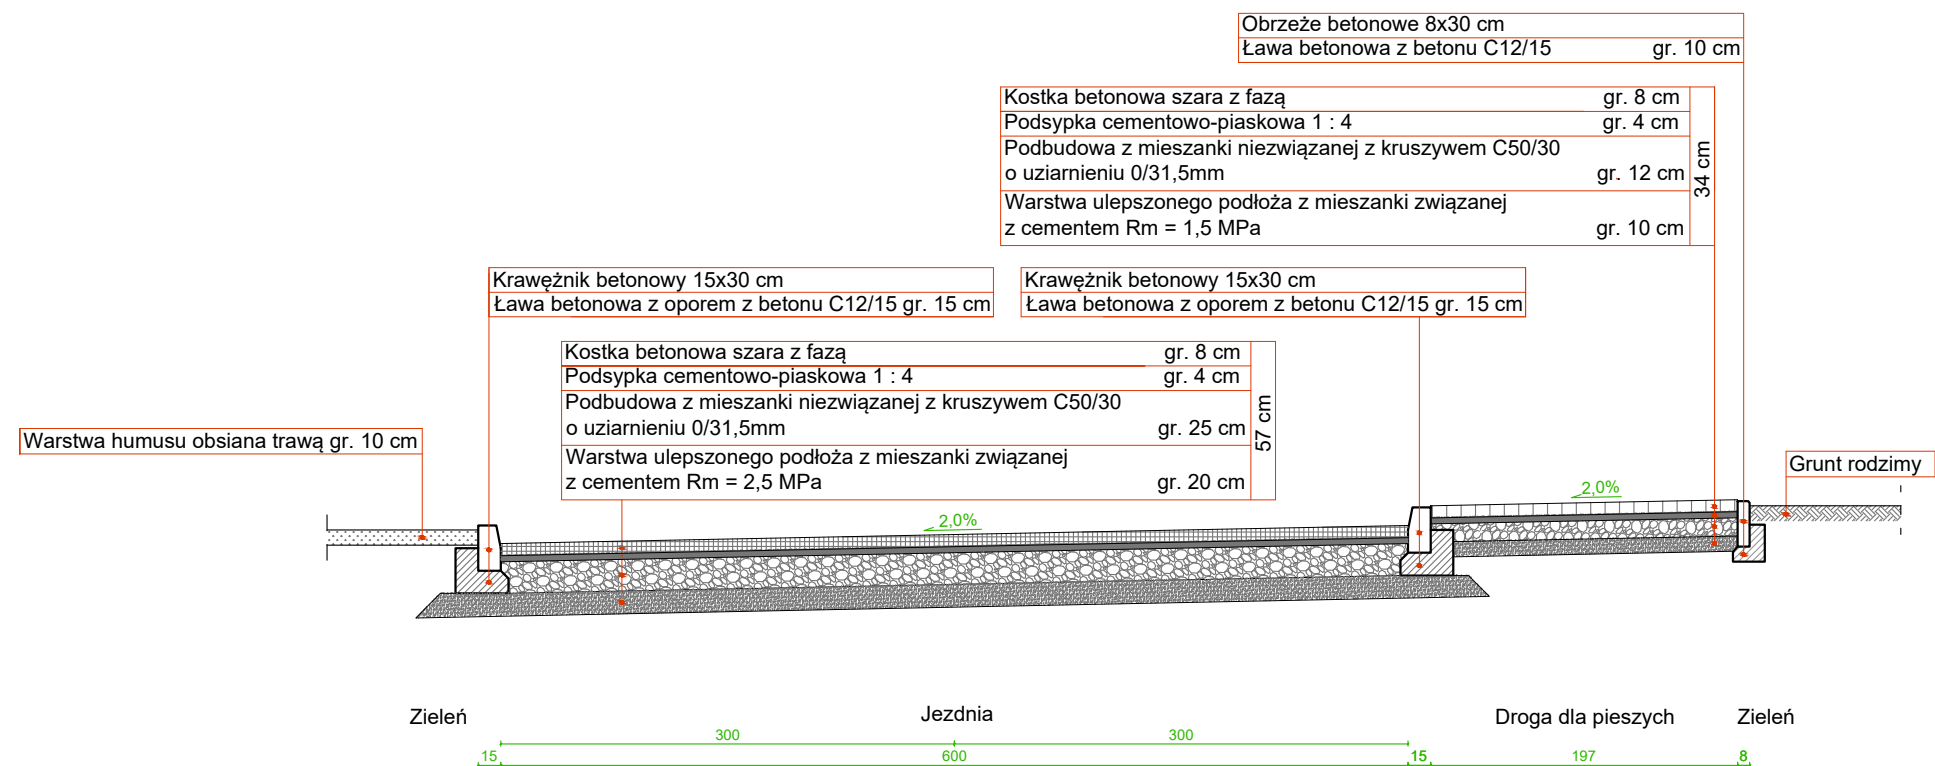 Obrzeże betonowe 8x30 cm
Ława betonowa z betonu C12/15 gr. 10 cm
Kostka betonowa szara z fazą gr. 8 cm
Podsypka cementowo-piaskowa 1 : 4 gr. 4 cm
Podbudowa z mieszanki niezwiązanej z kruszywem C50/30
o uziarnieniu 0/31,5mm gr. 12 cm
Warstwa ulepszonego podłoża z mieszanki związanej
z cementem Rm = 1,5 MPa gr. 10 cm
34 cm
Krawężnik betonowy 15x30 cm
Ława betonowa z oporem z betonu C12/15 gr. 15 cm
Krawężnik betonowy 15x30 cm
Ława betonowa z oporem z betonu C12/15 gr. 15 cm
Kostka betonowa szara z fazą gr. 8 cm
Podsypka cementowo-piaskowa 1 : 4 gr. 4 cm
Podbudowa z mieszanki niezwiązanej z kruszywem C50/30
o uziarnieniu 0/31,5mm gr. 25 cm
Warstwa ulepszonego podłoża z mieszanki związanej
z cementem Rm = 2,5 MPa gr. 20 cm
57 cm
Warstwa humusu obsiana trawą gr. 10 cm
Grunt rodzimy
2,0%
2,0%
Zieleń Jezdnia Droga dla pieszych Zieleń
300 300
15 600 15 197 8